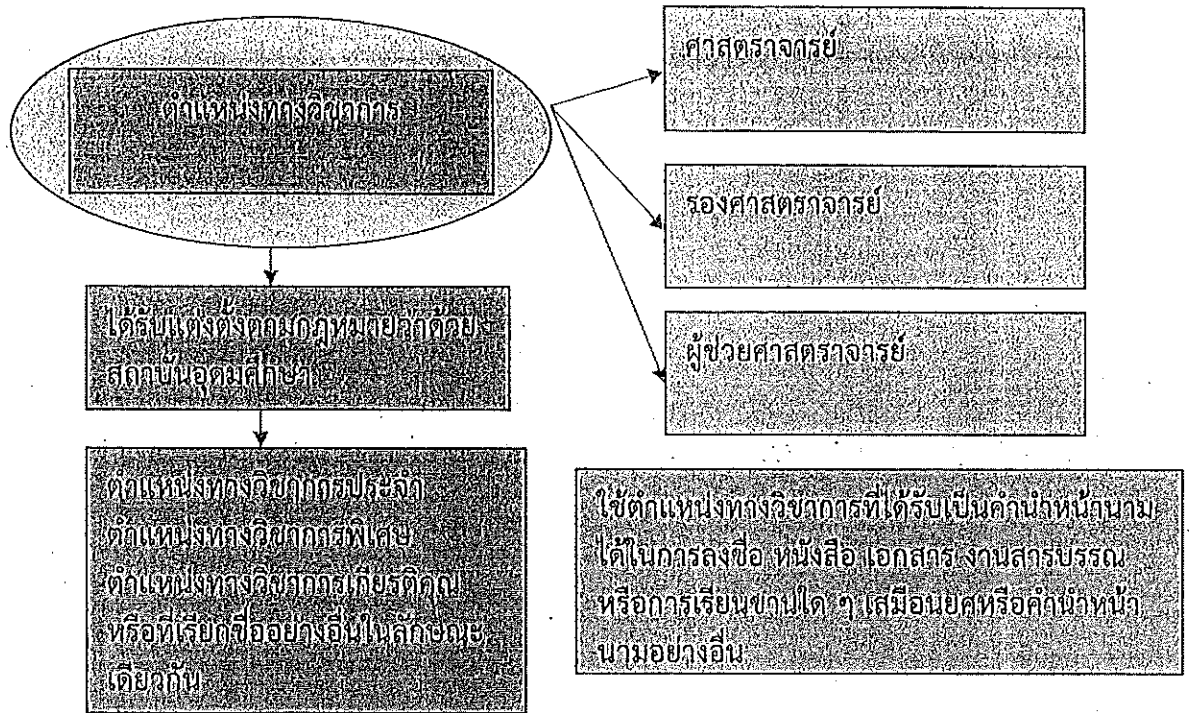 ตำแหน่งทางวิชาการ
ศาสตราจารย์
รองศาสตราจารย์
ผู้ช่วยศาสตราจารย์
ได้รับแต่งตั้งตามกฎหมายว่าด้วย
สถาบันอุดมศึกษา
ตำแหน่งทางวิชาการประจำ
ตำแหน่งทางวิชาการพิเศษ
ตำแหน่งทางวิชาการเกียรติคุณ
หรือที่เรียกชื่ออย่างอื่นในลักษณะ
เดียวกัน
ใช้ตำแหน่งทางวิชาการที่ได้รับเป็นคำนำหน้านาม
ได้ในการลงชื่อ หนังสือ เอกสาร งานสารบรรณ
หรือการเรียกขานใด ๆ เสมือนยศหรือคำนำหน้า
นามอย่างอื่น